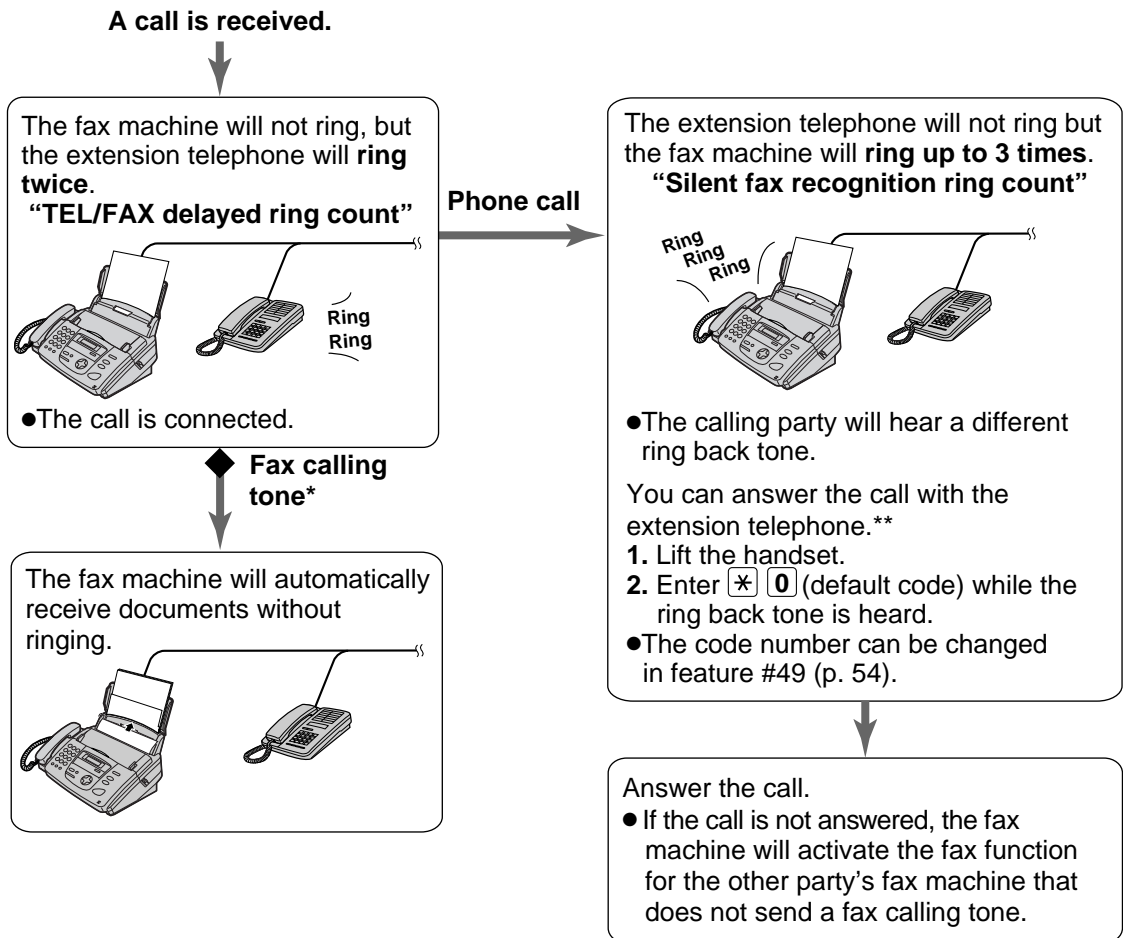 A call is received.
The fax machine will not ring, but
the extension telephone will ring
twice.
“TEL/FAX delayed ring count”
Ring
Ring
●The call is connected.
Phone call
The extension telephone will not ring but
the fax machine will ring up to 3 times.
“Silent fax recognition ring count”
Ring
Ring
Ring
●The calling party will hear a different
ring back tone.
You can answer the call with the
extension telephone.**
1. Lift the handset.
2. Enter * 0 (default code) while the
ring back tone is heard.
●The code number can be changed
in feature #49 (p. 54).
Fax calling
tone*
The fax machine will automatically
receive documents without
ringing.
Answer the call.
● If the call is not answered, the fax
machine will activate the fax function
for the other party’s fax machine that
does not send a fax calling tone.